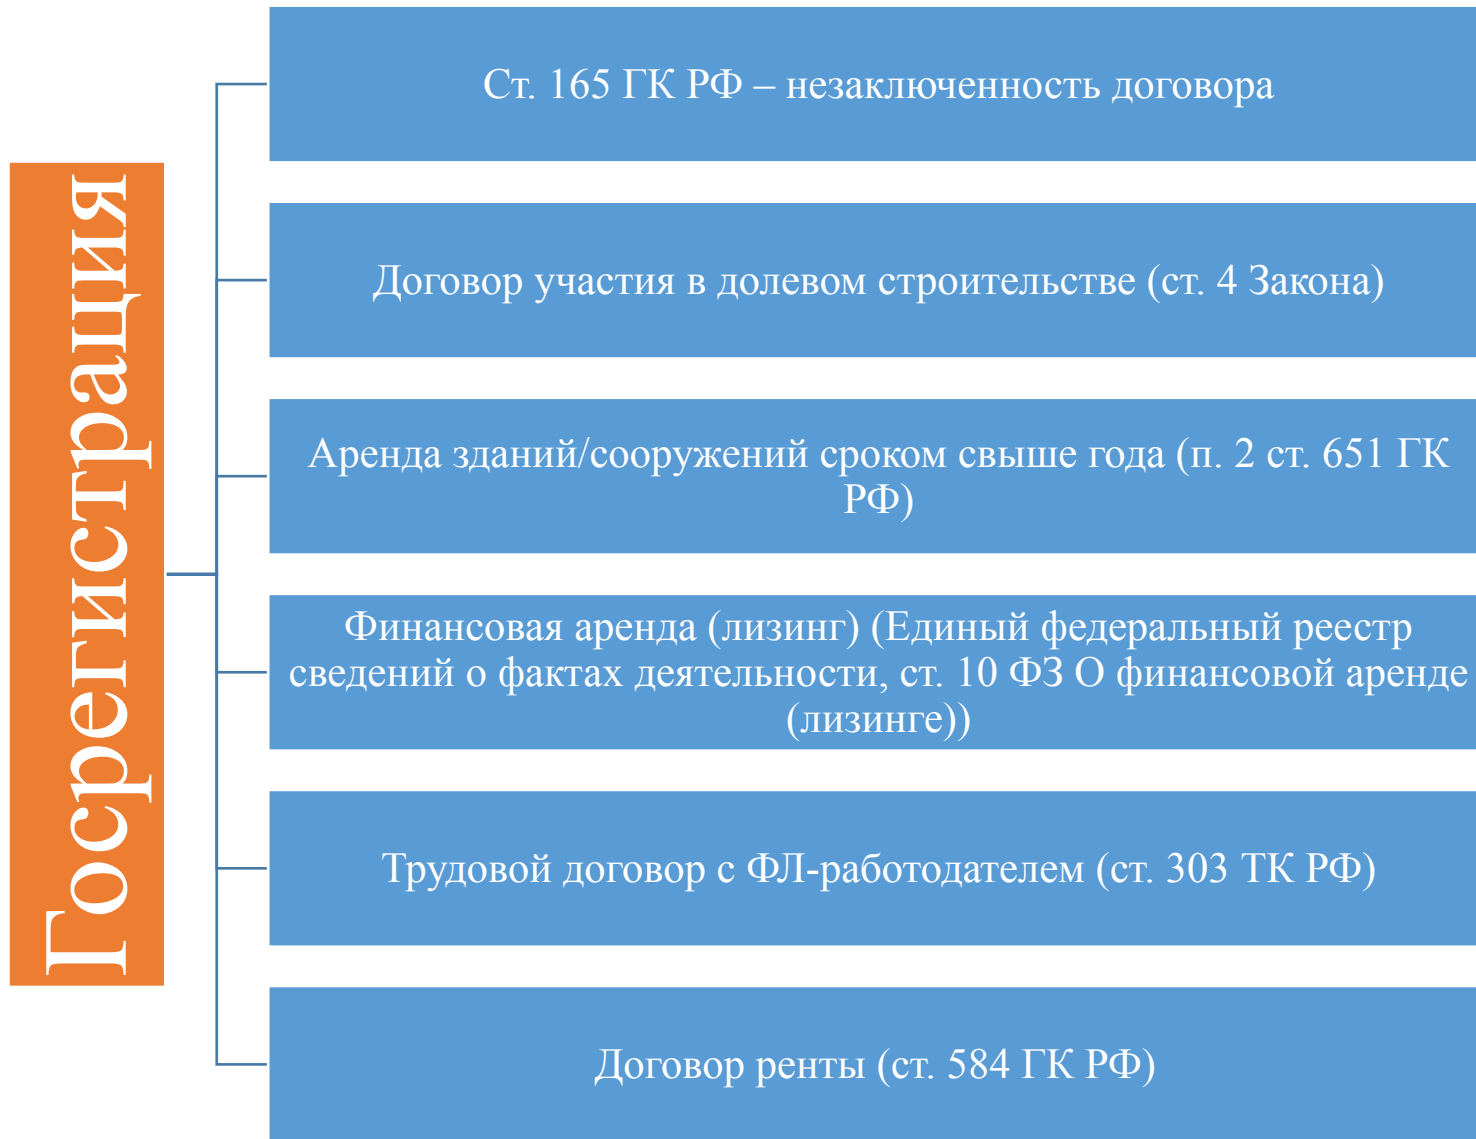 Госрегистрация
Ст. 165 ГК РФ – незаключенность договора
Договор участия в долевом строительстве (ст. 4 Закона)
Аренда зданий/сооружений сроком свыше года (п. 2 ст. 651 ГК
РФ)
Финансовая аренда (лизинг) (Единый федеральный реестр
сведений о фактах деятельности, ст. 10 ФЗ О финансовой аренде
(лизинге))
Трудовой договор с ФЛ-работодателем (ст. 303 ТК РФ)
Договор ренты (ст. 584 ГК РФ)